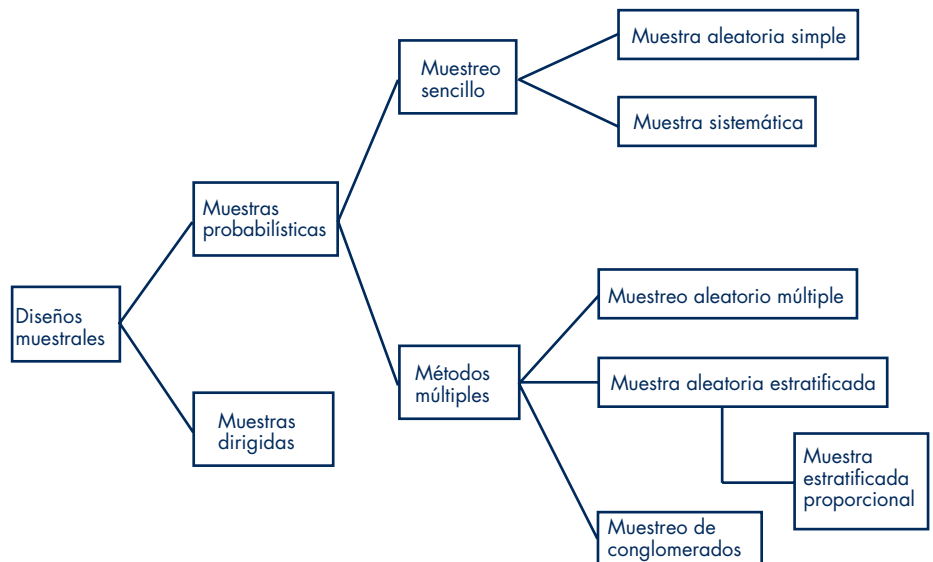 Muestra aleatoria simple
Muestreo
sencillo
Muestra sistemática
Muestras
probabilísticas
Muestreo aleatorio múltiple
Diseños
muestrales
Métodos
múltiples
Muestra aleatoria estratificada
Muestras
dirigidas
Muestra
estratificada
proporcional
Muestreo de
conglomerados